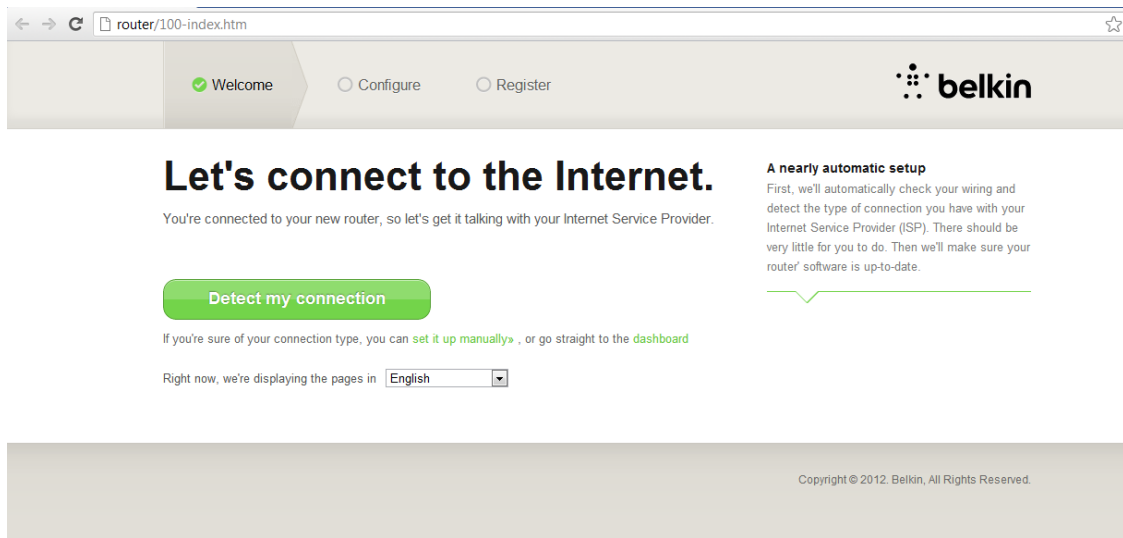 router/100-index.htm
Welcome Configure Register
belkin
Let's connect to the Internet.
You're connected to your new router, so let's get it talking with your Internet Service Provider.
Detect my connection
If you're sure of your connection type, you can set it up manually» , or go straight to the dashboard
Right now, we're displaying the pages in English
A nearly automatic setup
First, we'll automatically check your wiring and
detect the type of connection you have with your
Internet Service Provider (ISP). There should be
very little for you to do. Then we'll make sure your
router' software is up-to-date.
Copyright © 2012. Belkin, All Rights Reserved.